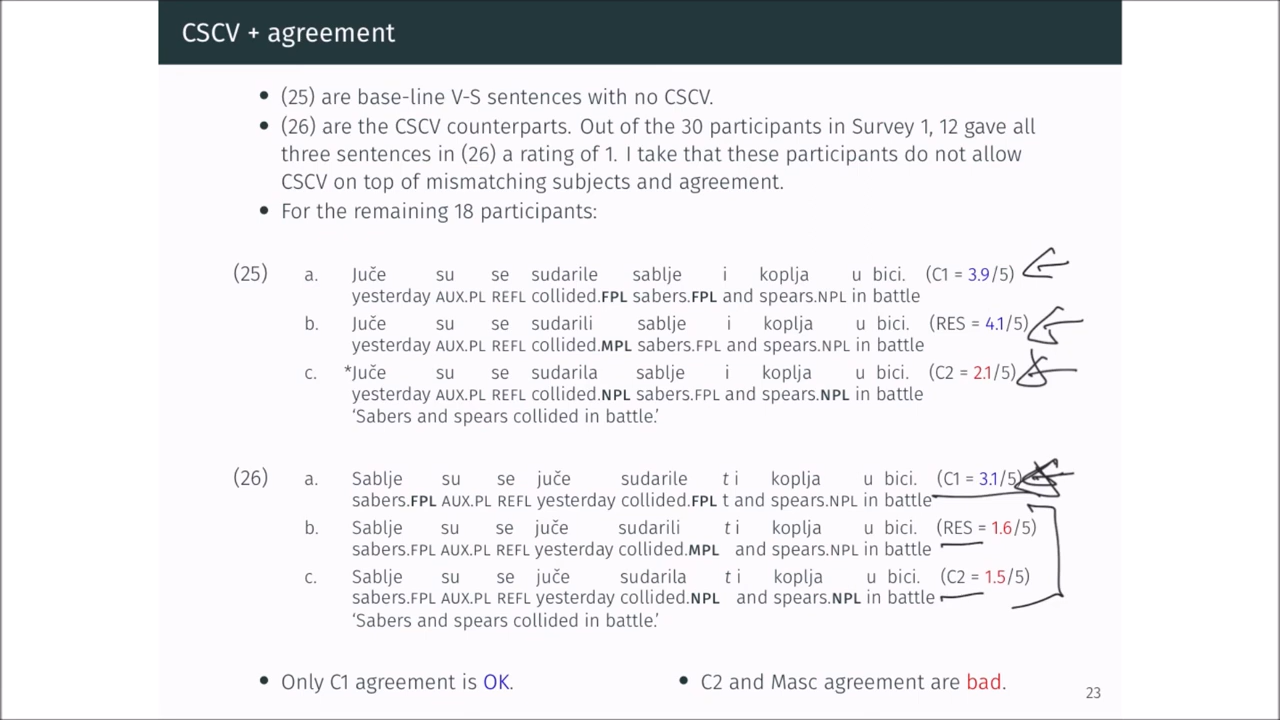 CSCV + agreement
• (25) are base-line V-S sentences with no CSCV.
• (26) are the CSCV counterparts. Out of the 30 participants in Survey 1, 12 gave all
three sentences in (26) a rating of 1. I take that these participants do not allow
CSCV on top of mismatching subjects and agreement.
• For the remaining 18 participants:
(25) a. Juče su se sudarile sablje i koplja u bici. (C1 = 3.9/5)
yesterday AUX.PL REFL collided.FPL sabers.FPL and spears.NPL in battle
b. Juče su se sudarili sablje i koplja u bici. (RES = 4.1/5)
yesterday AUX.PL REFL collided.MPL sabers.FPL and spears.NPL in battle
c. *Juče su se sudarila sablje i koplja u bici. (C2 = 2.1/5)
yesterday AUX.PL REFL collided.NPL sabers.FPL and spears.NPL in battle
‘Sabers and spears collided in battle.’
(26) a. Sablje su se juče sudarile t i koplja u bici. (C1 = 3.1/5)
sabers.FPL AUX.PL REFL yesterday collided.FPL t and spears.NPL in battle
b. Sablje su se juče sudarili t i koplja u bici. (RES = 1.6/5)
sabers.FPL AUX.PL REFL yesterday collided.MPL and spears.NPL in battle
c. Sablje su se juče sudarila t i koplja u bici. (C2 = 1.5/5)
sabers.FPL AUX.PL REFL yesterday collided.NPL and spears.NPL in battle
‘Sabers and spears collided in battle.’
• Only C1 agreement is OK. • C2 and Masc agreement are bad.
23